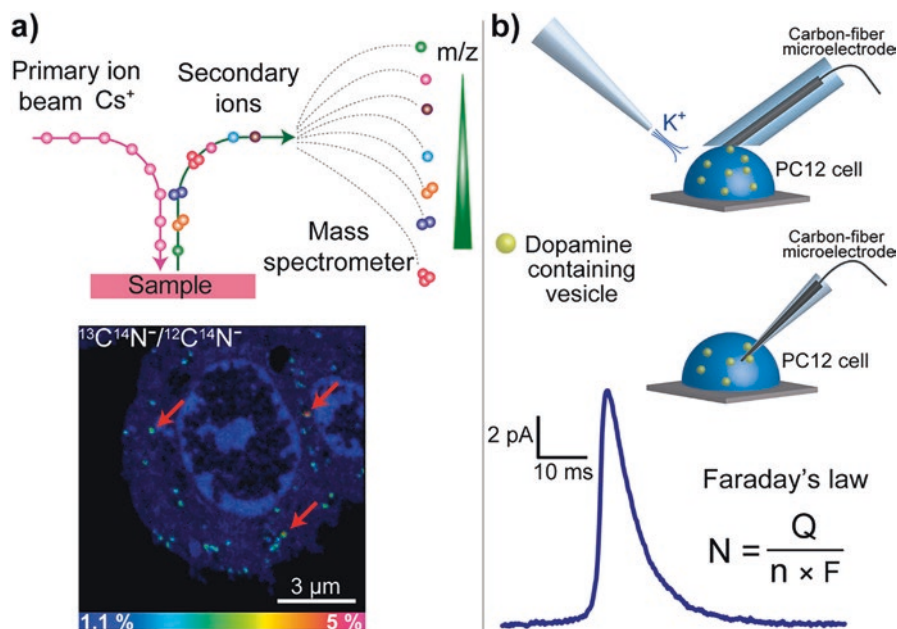 a)
Primary ion
beam Cs⁺
Secondary
ions
m/z
Mass
spectrometer
Sample
¹³C¹⁴N⁻/¹²C¹⁴N⁻
3 μm
1.1 %
5 %
b)
Carbon-fiber
microelectrode
K⁺
PC12 cell
Dopamine
containing
vesicle
Carbon-fiber
microelectrode
PC12 cell
2 pA
10 ms
Faraday's law
N = Q / n × F